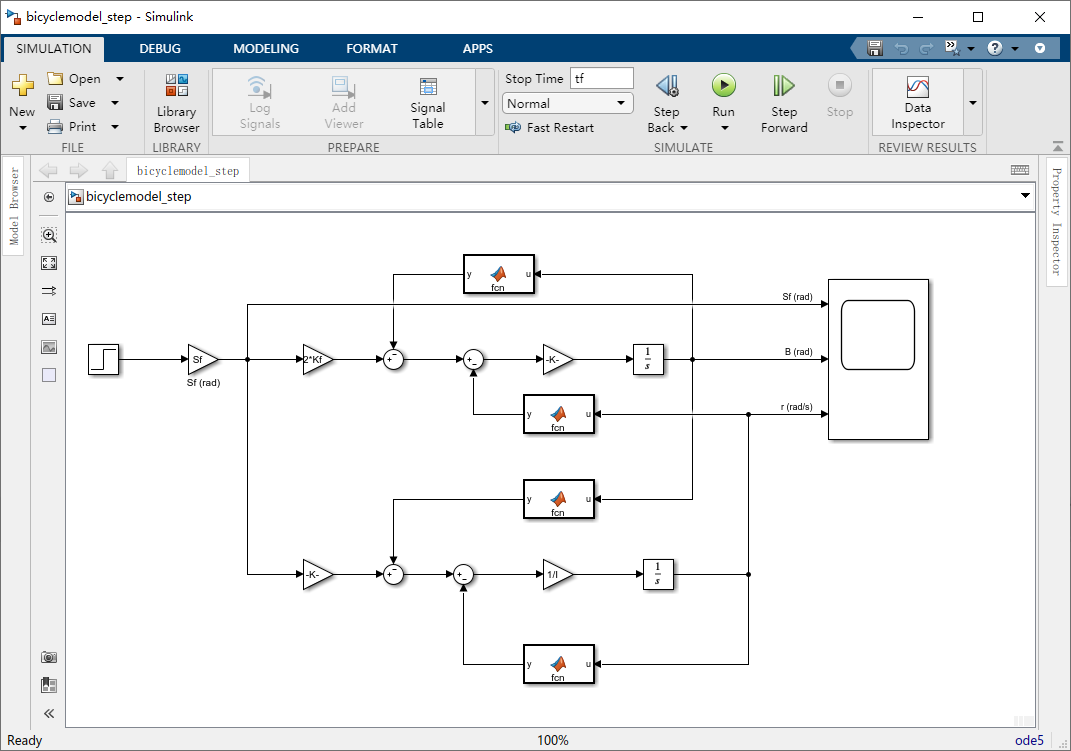 bicyclemodel_step - Simulink
SIMULATION DEBUG MODELING FORMAT APPS
New
Open
Save
Print
FILE
Library
Browser
LIBRARY
Log
Signals
Add
Viewer
Signal
Table
PREPARE
Stop Time tf
Normal
Fast Restart
Step
Back
Run
Step
Forward
Stop
SIMULATE
Data
Inspector
REVIEW RESULTS
Model Browser
bicyclemodel_step
bicyclemodel_step
Property Inspector
y fcn u
Sf (rad)
Sf
Sf (rad)
2*Kf
-K-
1
s
B (rad)
y fcn u
r (rad/s)
y fcn u
-K-
1/I
1
s
y fcn u
Ready 100% ode5